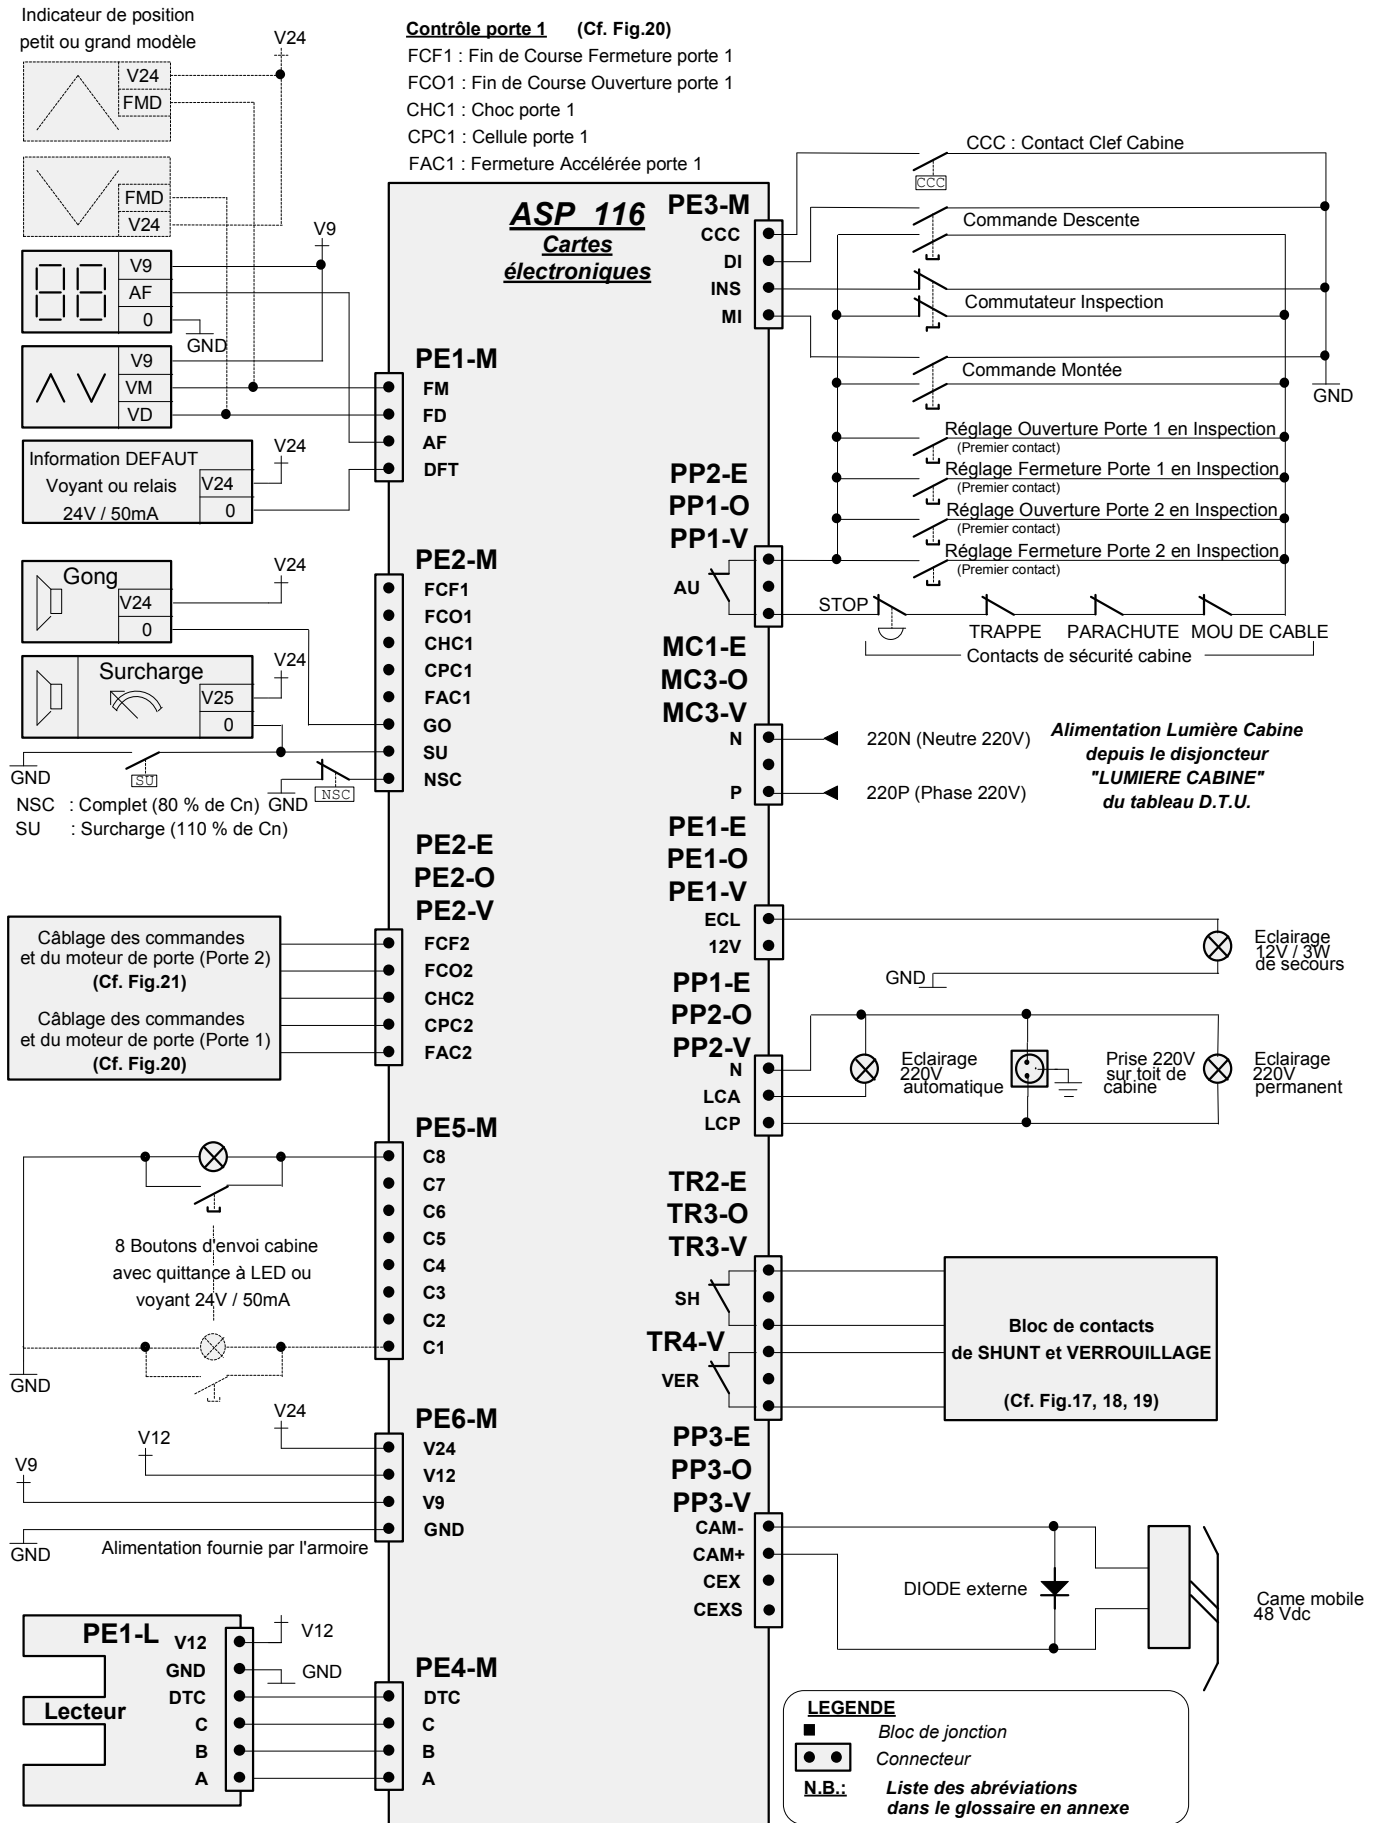 Indicateur de position
petit ou grand modèle
V24
V24
FMD
FMD
V24
V9
V9
AF
0
GND
V9
VM
VD
Information DEFAUT
Voyant ou relais
24V / 50mA
V24
0
V24
Gong
V24
0
V24
Surcharge
V25
0
V24
GND
SU
GND
NSC
NSC : Complet (80 % de Cn)
SU : Surcharge (110 % de Cn)
Câblage des commandes
et du moteur de porte (Porte 2)
(Cf. Fig.21)
Câblage des commandes
et du moteur de porte (Porte 1)
(Cf. Fig.20)
8 Boutons d'envoi cabine
avec quittance à LED ou
voyant 24V / 50mA
GND
V24
V12
V9
GND
Alimentation fournie par l'armoire
PE1-L
Lecteur
V12
GND
DTC
C
B
A
V12
GND
Contrôle porte 1 (Cf. Fig.20)
FCF1 : Fin de Course Fermeture porte 1
FCO1 : Fin de Course Ouverture porte 1
CHC1 : Choc porte 1
CPC1 : Cellule porte 1
FAC1 : Fermeture Accélérée porte 1
ASP 116
Cartes
électroniques
PE1-M
FM
FD
AF
DFT
PE2-M
FCF1
FCO1
CHC1
CPC1
FAC1
GO
SU
NSC
PE2-E
PE2-O
PE2-V
FCF2
FCO2
CHC2
CPC2
FAC2
PE5-M
C8
C7
C6
C5
C4
C3
C2
C1
PE6-M
V24
V12
V9
GND
PE4-M
DTC
C
B
A
PE3-M
CCC
DI
INS
MI
PP2-E
PP1-O
PP1-V
AU
MC1-E
MC3-O
MC3-V
N
P
PE1-E
PE1-O
PE1-V
ECL
12V
PP1-E
PP2-O
PP2-V
N
LCA
LCP
TR2-E
TR3-O
TR3-V
SH
TR4-V
VER
PP3-E
PP3-O
PP3-V
CAM-
CAM+
CEX
CEXS
CCC : Contact Clef Cabine
CCC
Commande Descente
Commutateur Inspection
Commande Montée
GND
Réglage Ouverture Porte 1 en Inspection
(Premier contact)
Réglage Fermeture Porte 1 en Inspection
(Premier contact)
Réglage Ouverture Porte 2 en Inspection
(Premier contact)
Réglage Fermeture Porte 2 en Inspection
(Premier contact)
STOP
TRAPPE PARACHUTE MOU DE CABLE
Contacts de sécurité cabine
220N (Neutre 220V)
220P (Phase 220V)
Alimentation Lumière Cabine
depuis le disjoncteur
"LUMIERE CABINE"
du tableau D.T.U.
Eclairage
12V / 3W
de secours
GND
Eclairage
220V
automatique
Prise 220V
sur toit de
cabine
Eclairage
220V
permanent
Bloc de contacts
de SHUNT et VERROUILLAGE
(Cf. Fig.17, 18, 19)
DIODE externe
Came mobile
48 Vdc
LEGENDE
Bloc de jonction
Connecteur
N.B.: Liste des abréviations
dans le glossaire en annexe